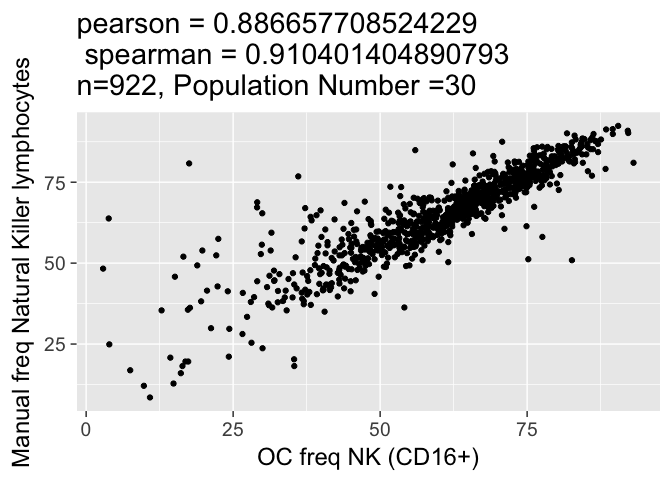 pearson = 0.886657708524229
spearman = 0.910401404890793
n=922, Population Number =30
Manual freq Natural Killer lymphocytes
75
50
25
0
25
50
75
OC freq NK (CD16+)